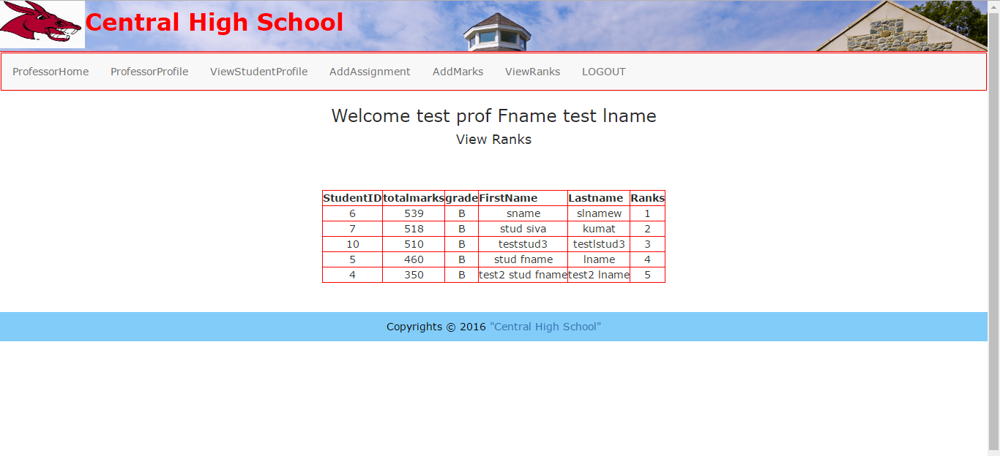 Central High School
ProfessorHome ProfessorProfile ViewStudentProfile AddAssignment AddMarks ViewRanks LOGOUT
Welcome test prof Fname test lname
View Ranks
StudentID totalmarks grade FirstName Lastname Ranks
6 539 B sname slnamew 1
7 518 B stud siva kumat 2
10 510 B teststud3 testlstud3 3
5 460 B stud fname lname 4
4 350 B test2 stud fname test2 lname 5
Copyrights © 2016 "Central High School"